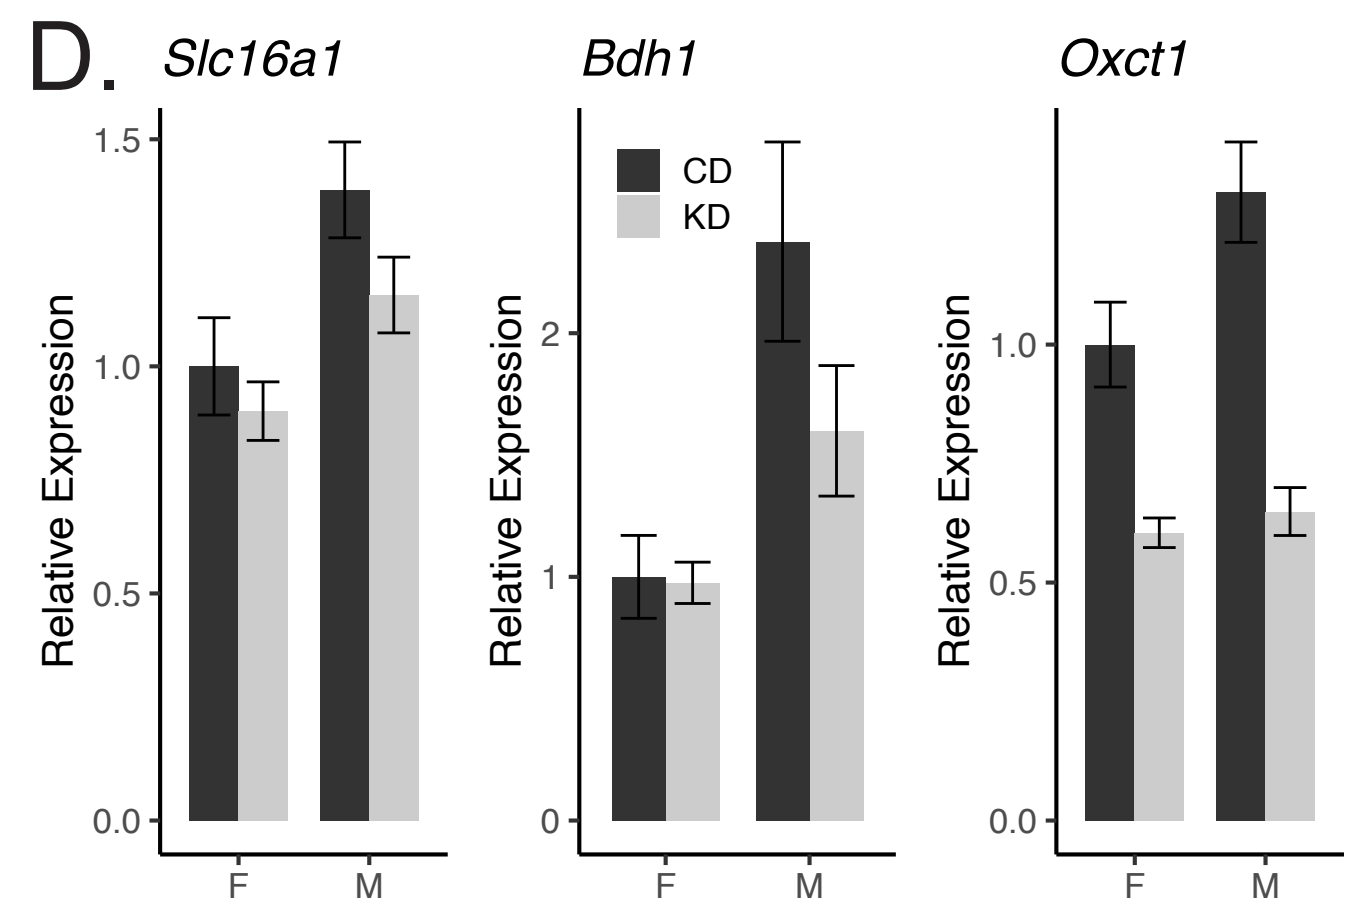 D.
Slc16a1
Relative Expression
1.5
1.0
0.5
0.0
F
M
Bdh1
CD
KD
Relative Expression
2
1
0
F
M
Oxct1
Relative Expression
1.0
0.5
0.0
F
M